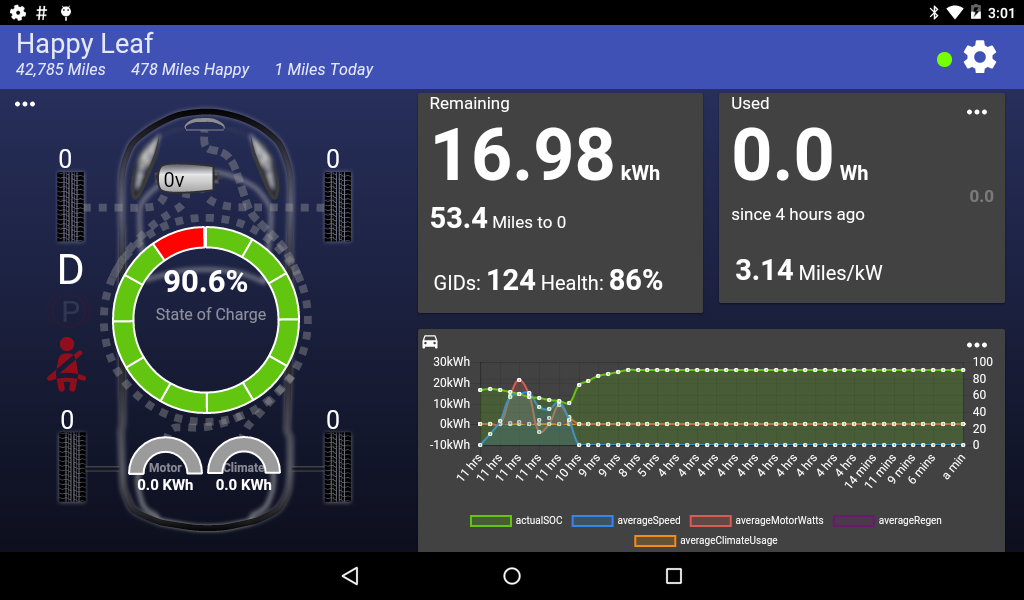 3:01
Happy Leaf
42,785 Miles 478 Miles Happy 1 Miles Today
0 0
0v
D
P
90.6%
State of Charge
0 0
Motor Climate
0.0 KWh 0.0 KWh
Remaining
16.98 kWh
53.4 Miles to 0
GIDs: 124 Health: 86%
Used
0.0 Wh
0.0
since 4 hours ago
3.14 Miles/kW
30kWh 100
20kWh 80
10kWh 60
0kWh 40
-10kWh 20
0
11 hrs 11 hrs 11 hrs 11 hrs 11 hrs 10 hrs 9 hrs 9 hrs 8 hrs 5 hrs 4 hrs 4 hrs 4 hrs 4 hrs 4 hrs 4 hrs 4 hrs 4 hrs 4 hrs 14 mins 11 mins 9 mins 6 mins a min
actualSOC averageSpeed averageMotorWatts averageRegen
averageClimateUsage